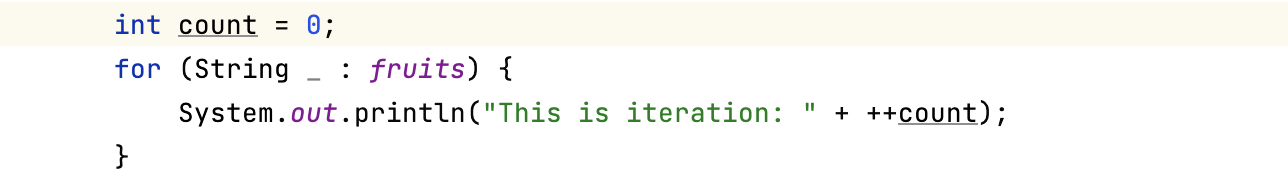 int count = 0;
for (String _ : fruits) {
    System.out.println("This is iteration: " + ++count);
}